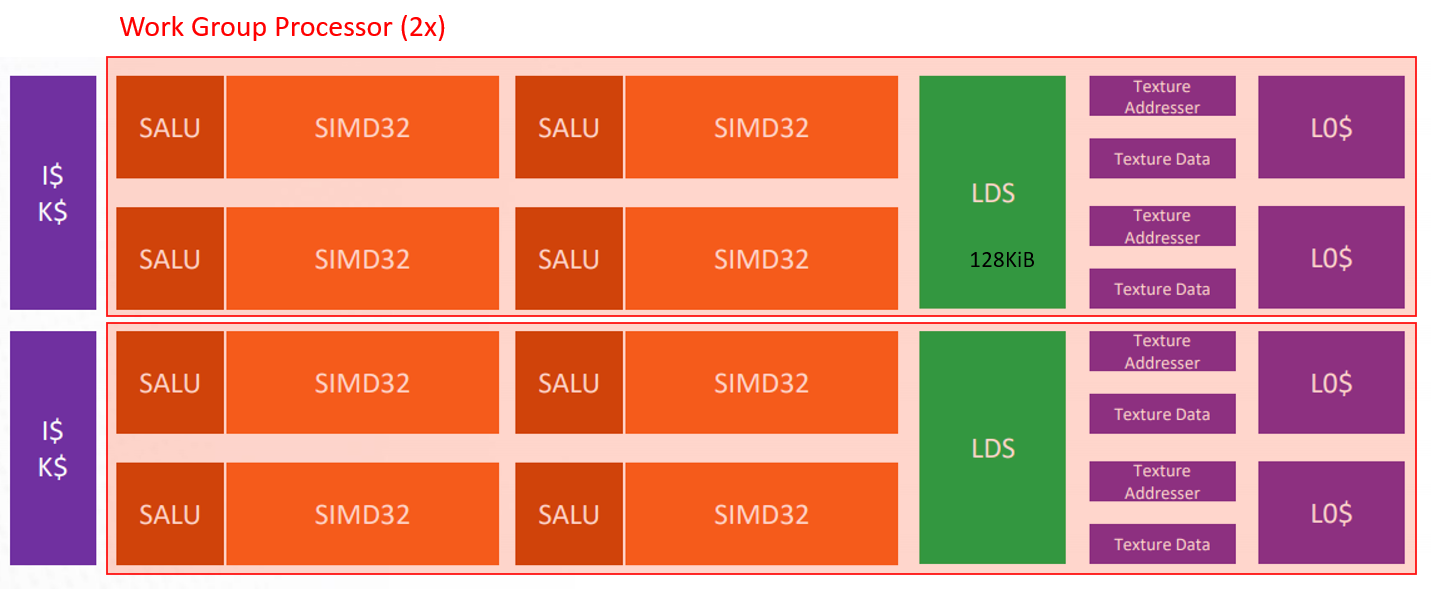 Work Group Processor (2x)
I$
K$
SALU
SIMD32
SALU
SIMD32
SALU
SIMD32
SALU
SIMD32
LDS
128KiB
Texture
Addresser
Texture Data
Texture
Addresser
Texture Data
L0$
L0$
I$
K$
SALU
SIMD32
SALU
SIMD32
SALU
SIMD32
SALU
SIMD32
LDS
Texture
Addresser
Texture Data
Texture
Addresser
Texture Data
L0$
L0$